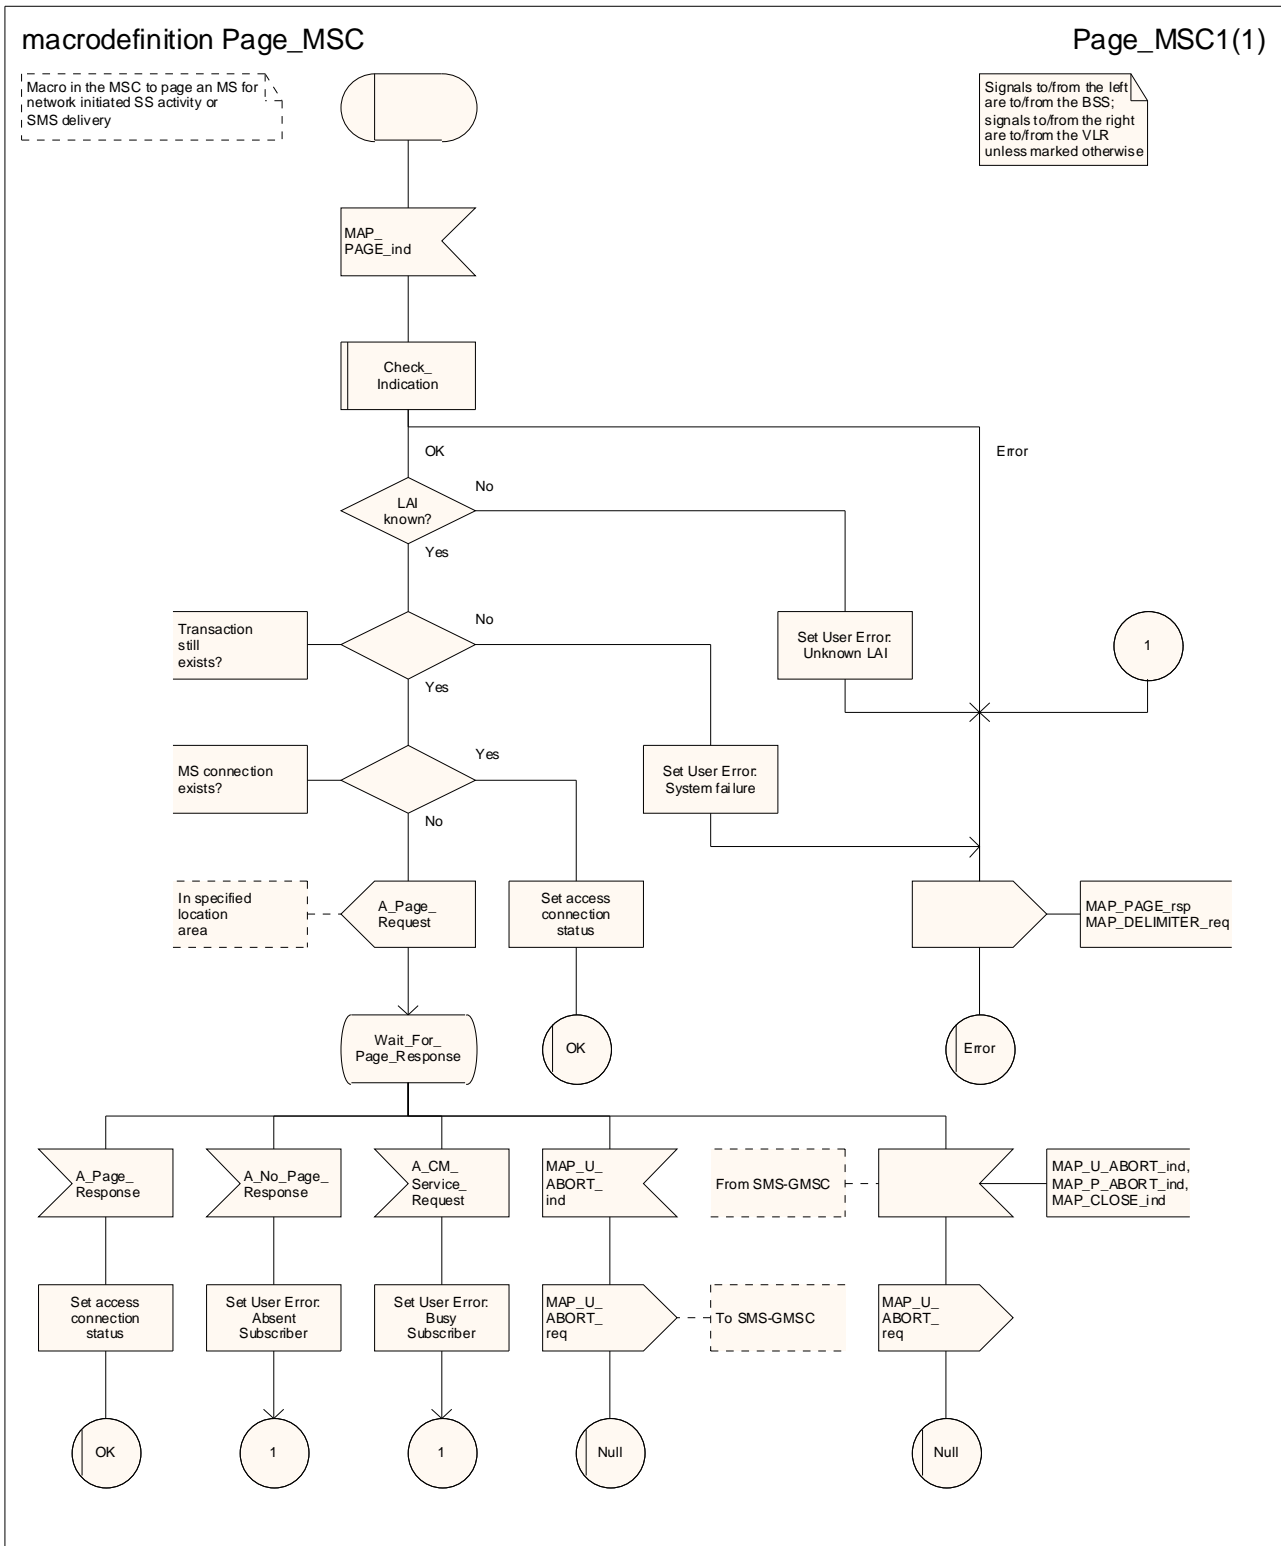 macrodefinition Page_MSC
Page_MSC1(1)
Macro in the MSC to page an MS for
network initiated SS activity or
SMS delivery
Signals to/from the left
are to/from the BSS;
signals to/from the right
are to/from the VLR
unless marked otherwise
MAP_
PAGE_ind
Check_
Indication
OK
Error
LAI
known?
No
Yes
Transaction
still
exists?
No
Yes
Set User Error:
Unknown LAI
1
MS connection
exists?
Yes
No
Set User Error:
System failure
In specified
location
area
A_Page_
Request
Set access
connection
status
MAP_PAGE_rsp
MAP_DELIMITER_req
Wait_For_
Page_Response
OK
Error
A_Page_
Response
A_No_Page_
Response
A_CM_
Service_
Request
MAP_U_
ABORT_
ind
From SMS-GMSC
MAP_U_ABORT_ind,
MAP_P_ABORT_ind,
MAP_CLOSE_ind
Set access
connection
status
Set User Error:
Absent
Subscriber
Set User Error:
Busy
Subscriber
MAP_U_
ABORT_
req
To SMS-GMSC
MAP_U_
ABORT_
req
OK
1
1
Null
Null